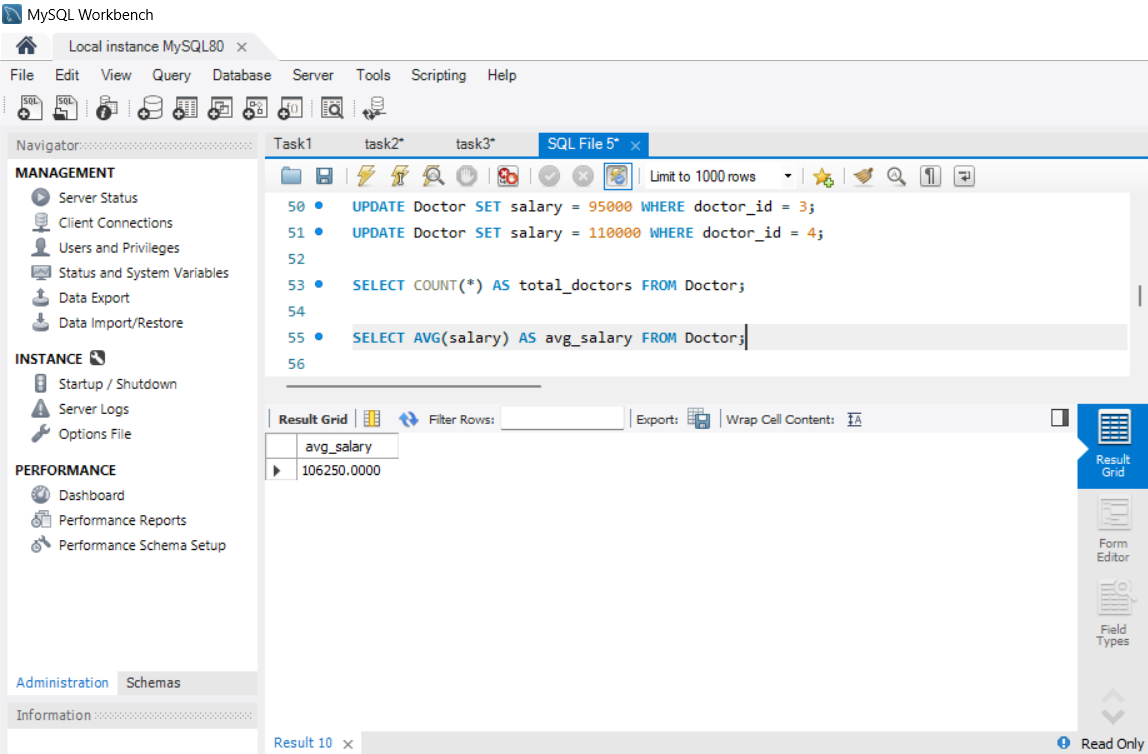 MySQL Workbench
Local instance MySQL80
File Edit View Query Database Server Tools Scripting Help
Navigator
MANAGEMENT
Server Status
Client Connections
Users and Privileges
Status and System Variables
Data Export
Data Import/Restore
INSTANCE
Startup / Shutdown
Server Logs
Options File
PERFORMANCE
Dashboard
Performance Reports
Performance Schema Setup
Administration Schemas
Information
Task1 task2* task3* SQL File 5*
Limit to 1000 rows
50 UPDATE Doctor SET salary = 95000 WHERE doctor_id = 3;
51 UPDATE Doctor SET salary = 110000 WHERE doctor_id = 4;
52
53 SELECT COUNT(*) AS total_doctors FROM Doctor;
54
55 SELECT AVG(salary) AS avg_salary FROM Doctor;
56
Result Grid Filter Rows: Export: Wrap Cell Content:
avg_salary
106250.0000
Result
Grid
Form
Editor
Field
Types
Result 10
Read Only